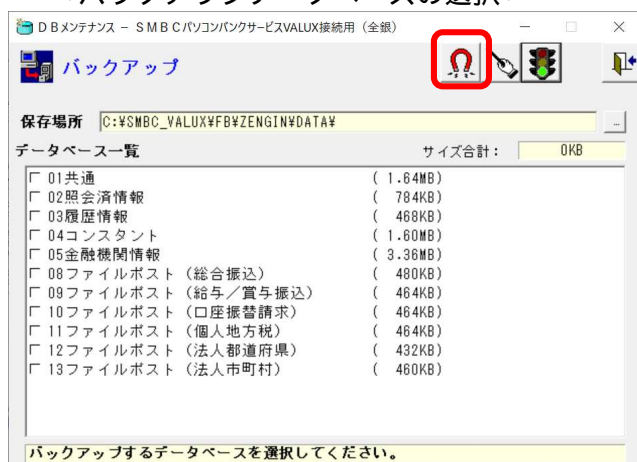 DBメンテナンス － SMBCパソコンバンクサービスVALUX接続用（全銀）
バックアップ
保存場所 C:¥SMBC_VALUX¥FB¥ZENGIN¥DATA¥ ...
データベース一覧 サイズ合計： 0KB
01共通 ( 1.64MB)
02照会済情報 ( 784KB)
03履歴情報 ( 468KB)
04コンスタント ( 1.60MB)
05金融機関情報 ( 3.36MB)
08ファイルポスト（総合振込） ( 480KB)
09ファイルポスト（給与／賞与振込） ( 464KB)
10ファイルポスト（口座振替請求） ( 464KB)
11ファイルポスト（個人地方税） ( 464KB)
12ファイルポスト（法人都道府県） ( 432KB)
13ファイルポスト（法人市町村） ( 460KB)
バックアップするデータベースを選択してください。